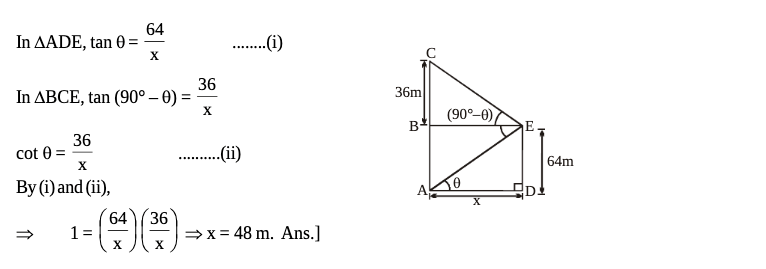 In ΔADE, tan θ = 64/x ........(i)
In ΔBCE, tan (90° – θ) = 36/x
cot θ = 36/x ..........(ii)
By (i) and (ii),
⇒ 1 = (64/x)(36/x) ⇒ x = 48 m. Ans.]
C
36m
(90°–θ)
B
E
64m
A
θ
D
x